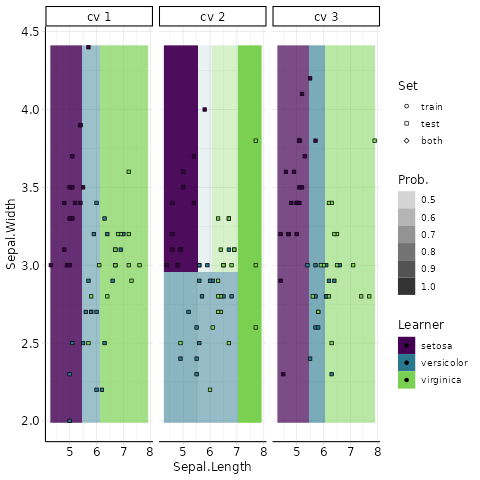 cv 1 cv 2 cv 3
4.5
4.0
3.5
3.0
2.5
2.0
Sepal.Width
5 6 7 8 5 6 7 8 5 6 7 8
Sepal.Length
Set
train
test
both
Prob.
0.5
0.6
0.7
0.8
0.9
1.0
Learner
setosa
versicolor
virginica